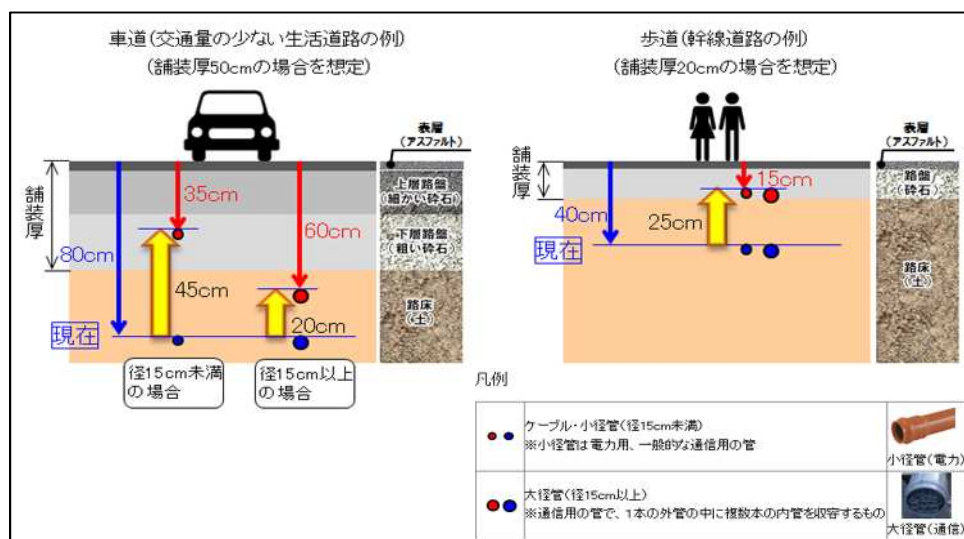 車道(交通量の少ない生活道路の例)
(舗装厚50cmの場合を想定)
歩道(幹線道路の例)
(舗装厚20cmの場合を想定)
表層
(アスファルト)
舗装厚
35cm
60cm
80cm
45cm
20cm
現在
上層路盤
(細かい砕石)
下層路盤
(粗い砕石)
路床
(土)
径15cm未満
の場合
径15cm以上
の場合
表層
(アスファルト)
舗装厚
15cm
40cm
25cm
現在
路盤
(砕石)
路床
(土)
凡例
ケーブル・小径管(径15cm未満)
※小径管は電力用、一般的な通信用の管
小径管(電力)
大径管(径15cm以上)
※通信用の管で、1本の外管の中に複数本の内管を収容するもの
大径管(通信)